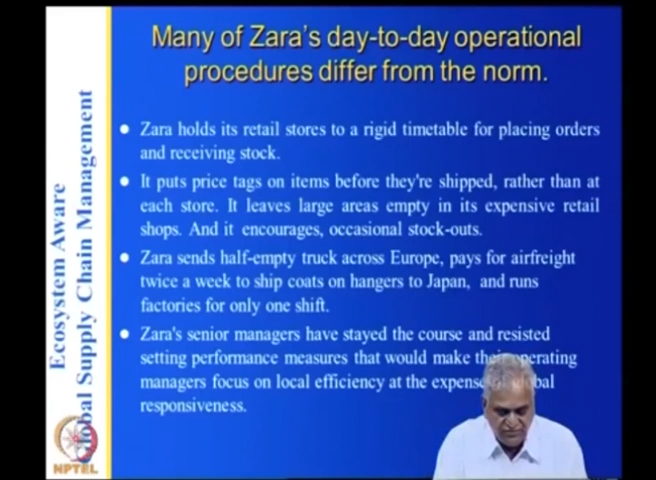 Many of Zara's day-to-day operational
procedures differ from the norm.
Zara holds its retail stores to a rigid timetable for placing orders
and receiving stock.
It puts price tags on items before they're shipped, rather than at
each store. It leaves large areas empty in its expensive retail
shops. And it encourages, occasional stock-outs.
Zara sends half-empty truck across Europe, pays for airfreight
twice a week to ship coats on hangers to Japan, and runs
factories for only one shift.
Zara's senior managers have stayed the course and resisted
setting performance measures that would make their operating
managers focus on local efficiency at the expense global
responsiveness.
Ecosystem Aware
Global Supply Chain Management
NPTEL